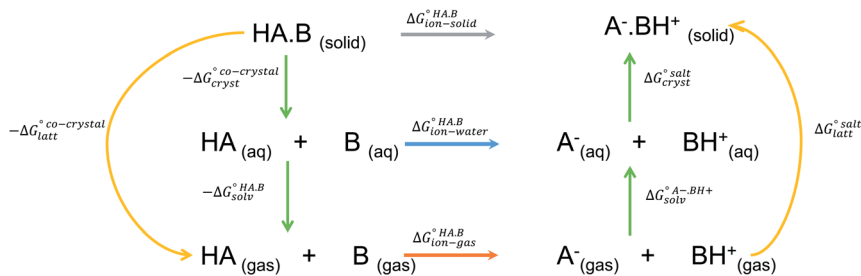 HA.B (solid) ΔG°HA.B ion−solid A-.BH+ (solid)
−ΔG°co−crystal cryst ΔG°salt cryst
−ΔG°co−crystal latt ΔG°salt latt
HA (aq) + B (aq) ΔG°HA.B ion−water A-(aq) + BH+(aq)
−ΔG°HA.B solv ΔG°A−.BH+ solv
HA (gas) + B (gas) ΔG°HA.B ion−gas A-(gas) + BH+(gas)